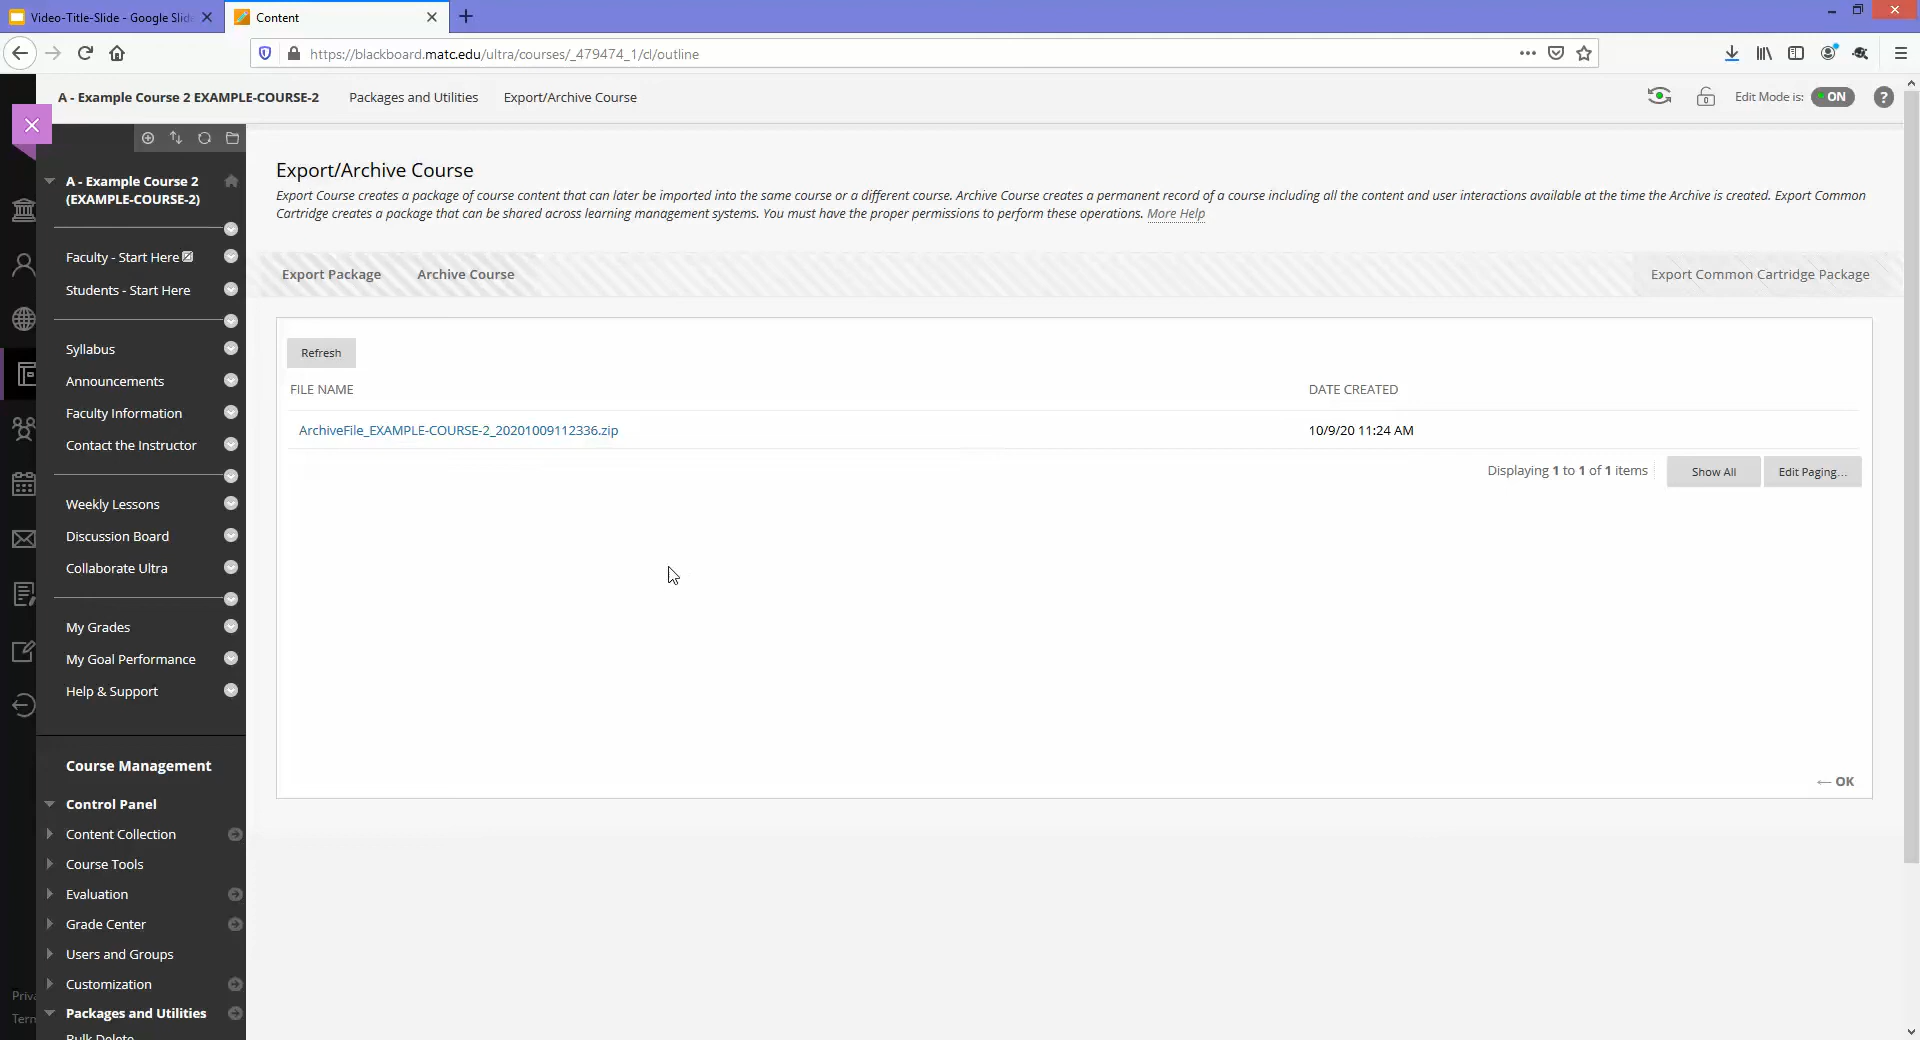 Video-Title-Slide - Google Slid
Content
https://blackboard.matc.edu/ultra/courses/_479474_1/cl/outline
A - Example Course 2 EXAMPLE-COURSE-2 Packages and Utilities Export/Archive Course
Edit Mode is: ON ?
A - Example Course 2
(EXAMPLE-COURSE-2)
Faculty - Start Here
Students - Start Here
Syllabus
Announcements
Faculty Information
Contact the Instructor
Weekly Lessons
Discussion Board
Collaborate Ultra
My Grades
My Goal Performance
Help & Support
Course Management
Control Panel
Content Collection
Course Tools
Evaluation
Grade Center
Users and Groups
Customization
Packages and Utilities
Bulk Delete
Priva
Term
Export/Archive Course
Export Course creates a package of course content that can later be imported into the same course or a different course. Archive Course creates a permanent record of a course including all the content and user interactions available at the time the Archive is created. Export Common
Cartridge creates a package that can be shared across learning management systems. You must have the proper permissions to perform these operations. More Help
Export Package Archive Course Export Common Cartridge Package
Refresh
FILE NAME DATE CREATED
ArchiveFile_EXAMPLE-COURSE-2_20201009112336.zip 10/9/20 11:24 AM
Displaying 1 to 1 of 1 items Show All Edit Paging...
← OK